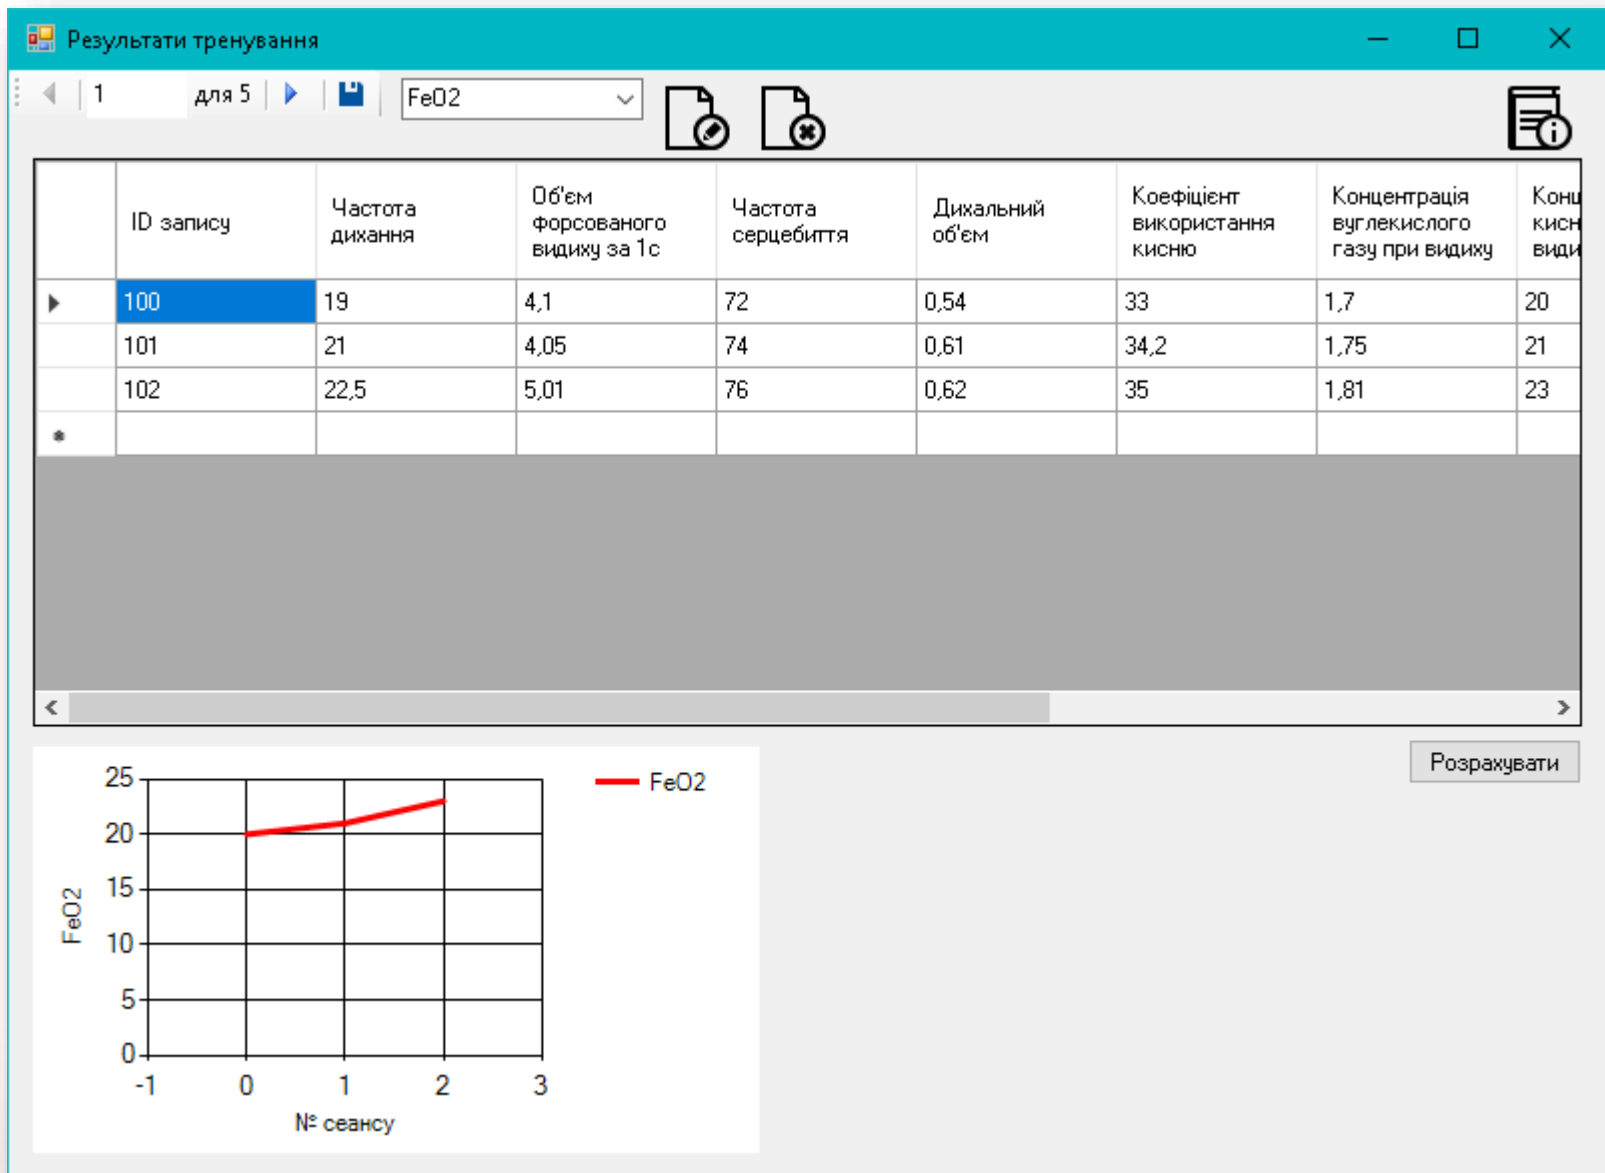 Результати тренування
1 для 5 FeO2
ID запису
Частота
дихання
Об'єм
форсованого
видиху за 1с
Частота
серцебиття
Дихальний
об'єм
Коефіцієнт
використання
кисню
Концентрація
вуглекислого
газу при видиху
Конц
кисн
види
100 19 4,1 72 0,54 33 1,7 20
101 21 4,05 74 0,61 34,2 1,75 21
102 22,5 5,01 76 0,62 35 1,81 23
Розрахувати
FeO2
25
20
15
10
5
0
FeO2
-1 0 1 2 3
№ сеансу